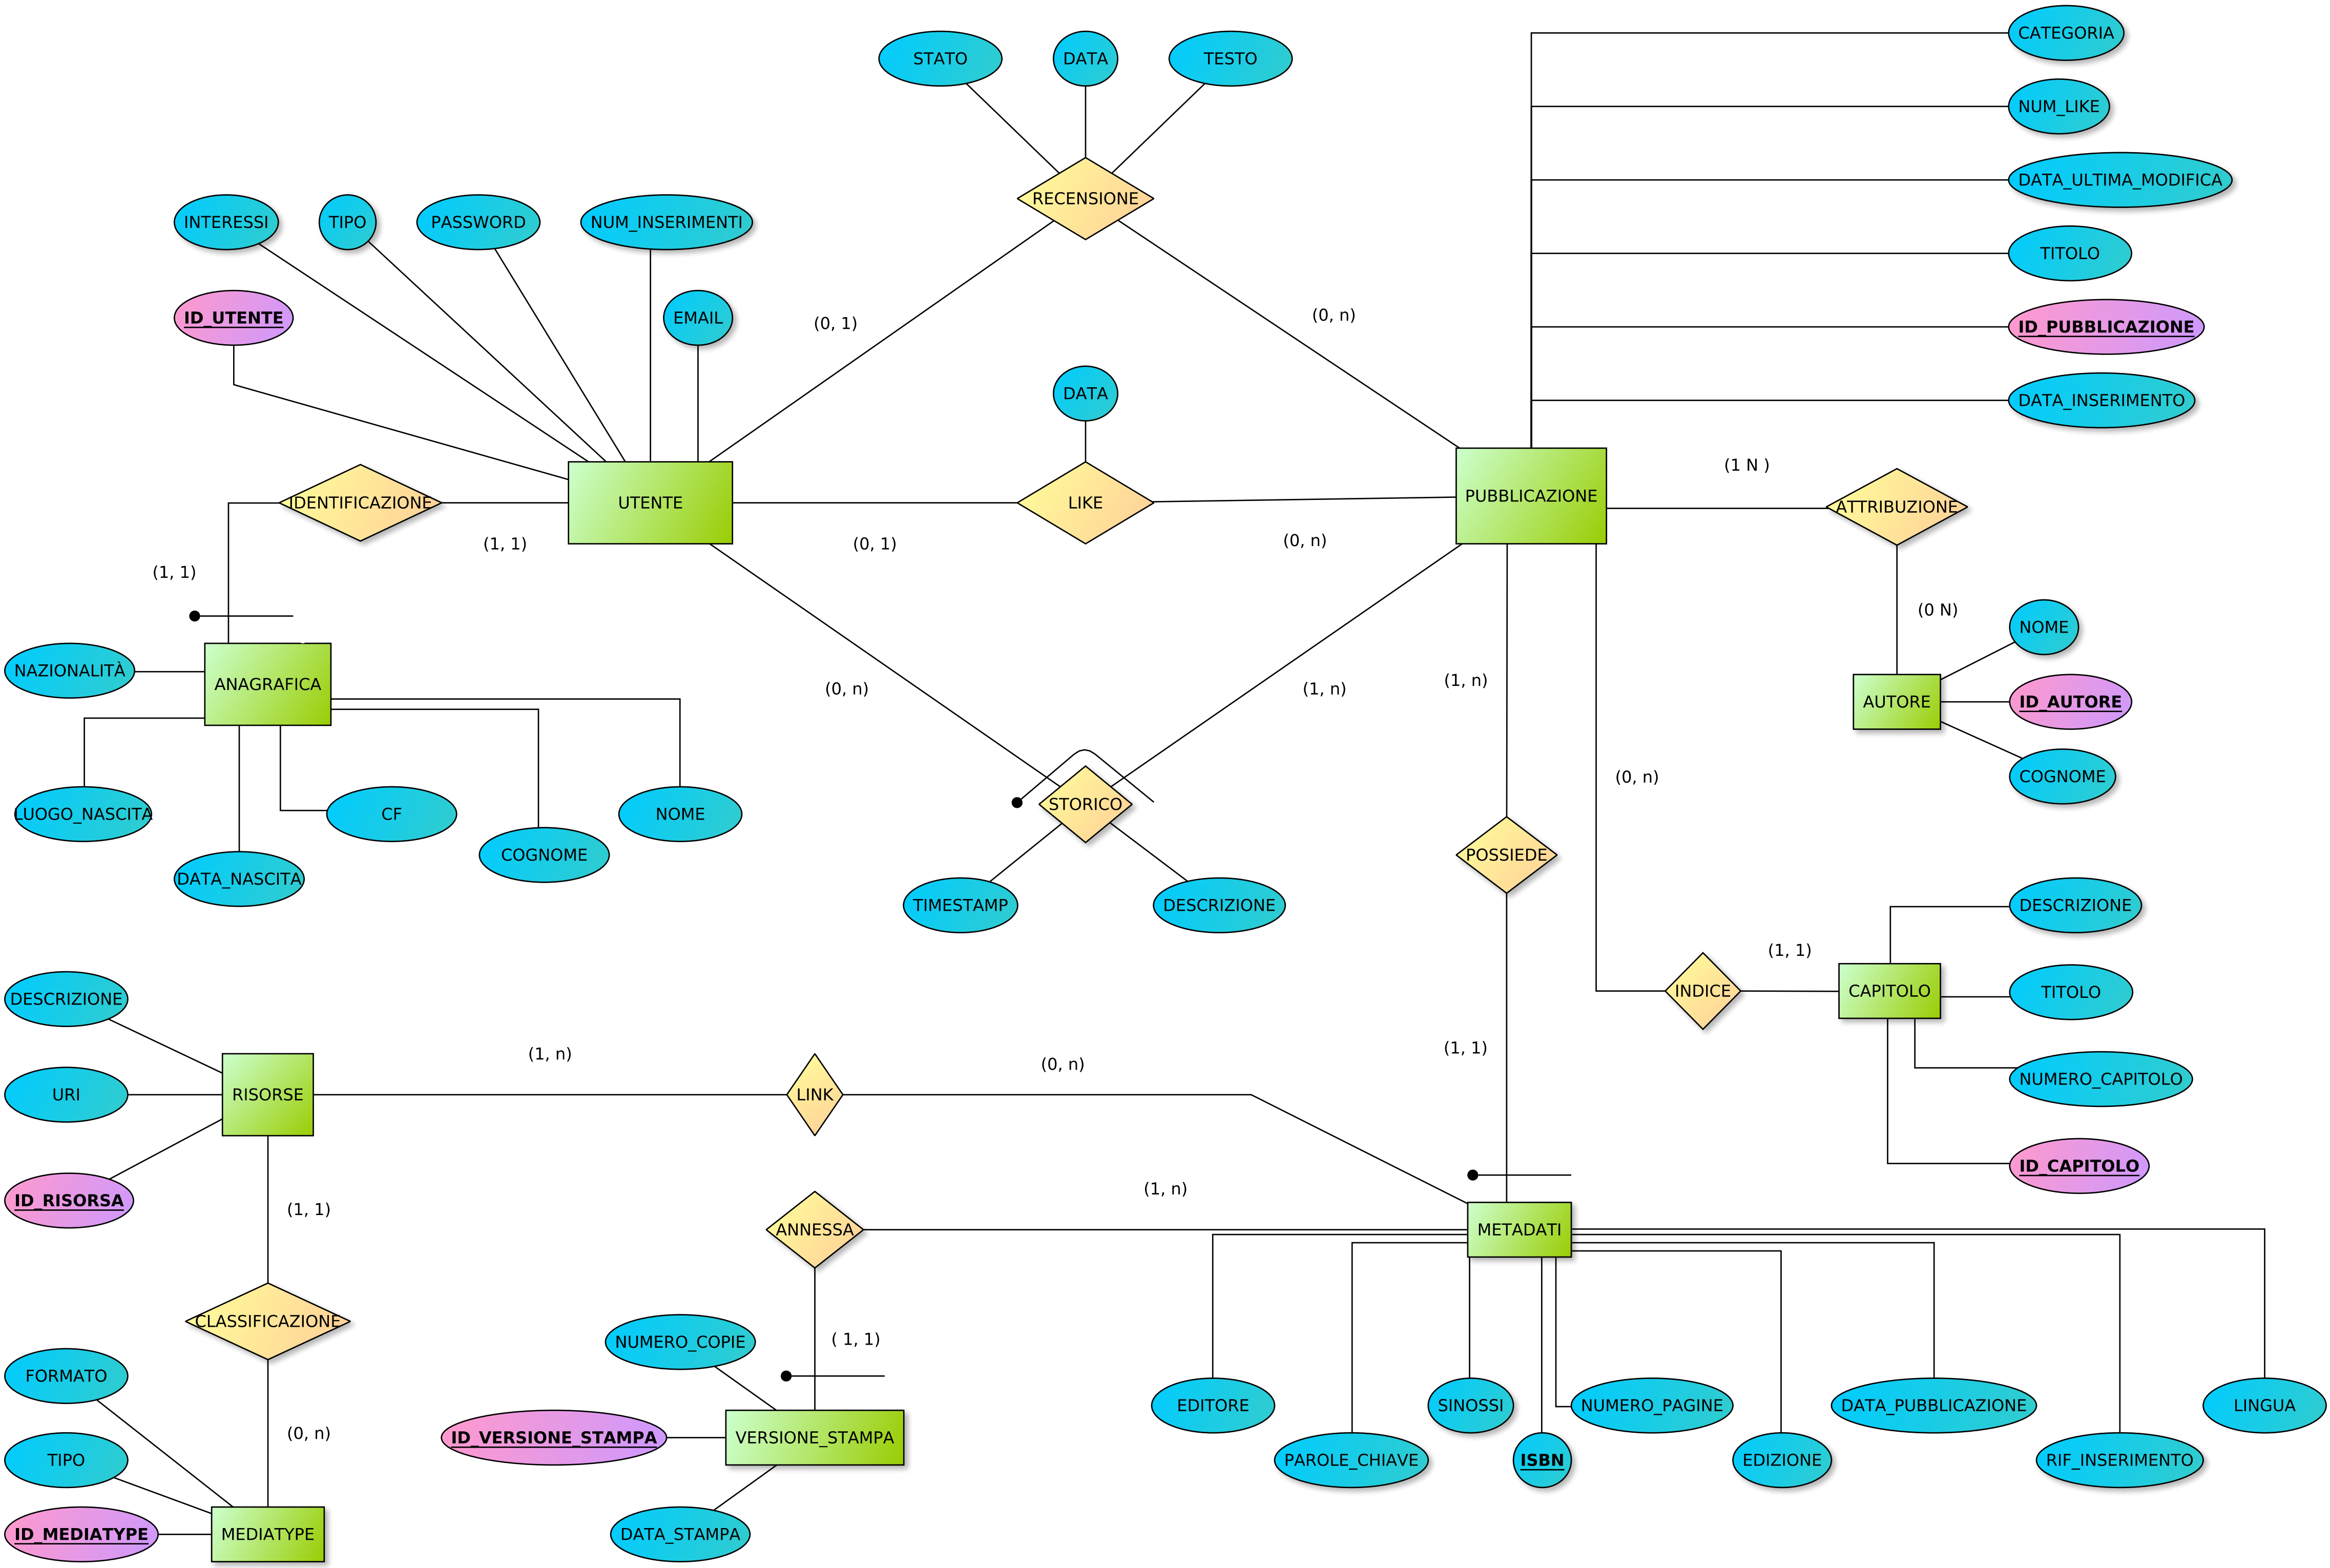 CATEGORIA
STATO
DATA
TESTO
NUM_LIKE
DATA_ULTIMA_MODIFICA
RECENSIONE
INTERESSI
TIPO
PASSWORD
NUM_INSERIMENTI
TITOLO
ID_UTENTE
EMAIL
(0, 1)
(0, n)
ID_PUBBLICAZIONE
DATA
DATA_INSERIMENTO
(1 N )
IDENTIFICAZIONE
UTENTE
LIKE
PUBBLICAZIONE
ATTRIBUZIONE
(1, 1)
(0, 1)
(0, n)
(1, 1)
(0 N)
NOME
NAZIONALITÀ
ANAGRAFICA
(0, n)
(1, n)
(1, n)
AUTORE
ID_AUTORE
(0, n)
COGNOME
LUOGO_NASCITA
CF
NOME
STORICO
COGNOME
POSSIEDE
DATA_NASCITA
TIMESTAMP
DESCRIZIONE
DESCRIZIONE
(1, 1)
DESCRIZIONE
INDICE
CAPITOLO
TITOLO
(1, n)
(0, n)
(1, 1)
URI
RISORSE
LINK
NUMERO_CAPITOLO
ID_CAPITOLO
ID_RISORSA
(1, 1)
(1, n)
ANNESSA
METADATI
CLASSIFICAZIONE
NUMERO_COPIE
( 1, 1)
FORMATO
EDITORE
SINOSSI
NUMERO_PAGINE
DATA_PUBBLICAZIONE
LINGUA
(0, n)
ID_VERSIONE_STAMPA
VERSIONE_STAMPA
TIPO
PAROLE_CHIAVE
ISBN
EDIZIONE
RIF_INSERIMENTO
ID_MEDIATYPE
MEDIATYPE
DATA_STAMPA